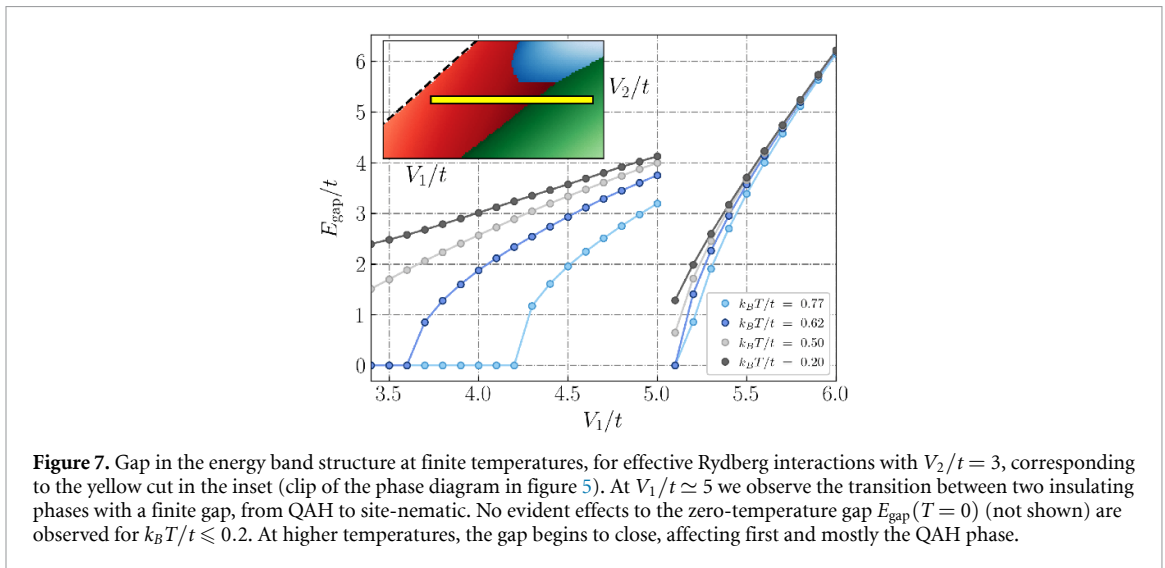 6
5
4
3
2
1
0
E_gap/t
V_2/t
V_1/t
k_BT/t = 0.77
k_BT/t = 0.62
k_BT/t = 0.50
k_BT/t = 0.20
3.5 4.0 4.5 5.0 5.5 6.0
V_1/t
Figure 7. Gap in the energy band structure at finite temperatures, for effective Rydberg interactions with V_2/t = 3, corresponding
to the yellow cut in the inset (clip of the phase diagram in figure 5). At V_1/t ≃ 5 we observe the transition between two insulating
phases with a finite gap, from QAH to site-nematic. No evident effects to the zero-temperature gap E_gap(T = 0) (not shown) are
observed for k_BT/t ⩽ 0.2. At higher temperatures, the gap begins to close, affecting first and mostly the QAH phase.